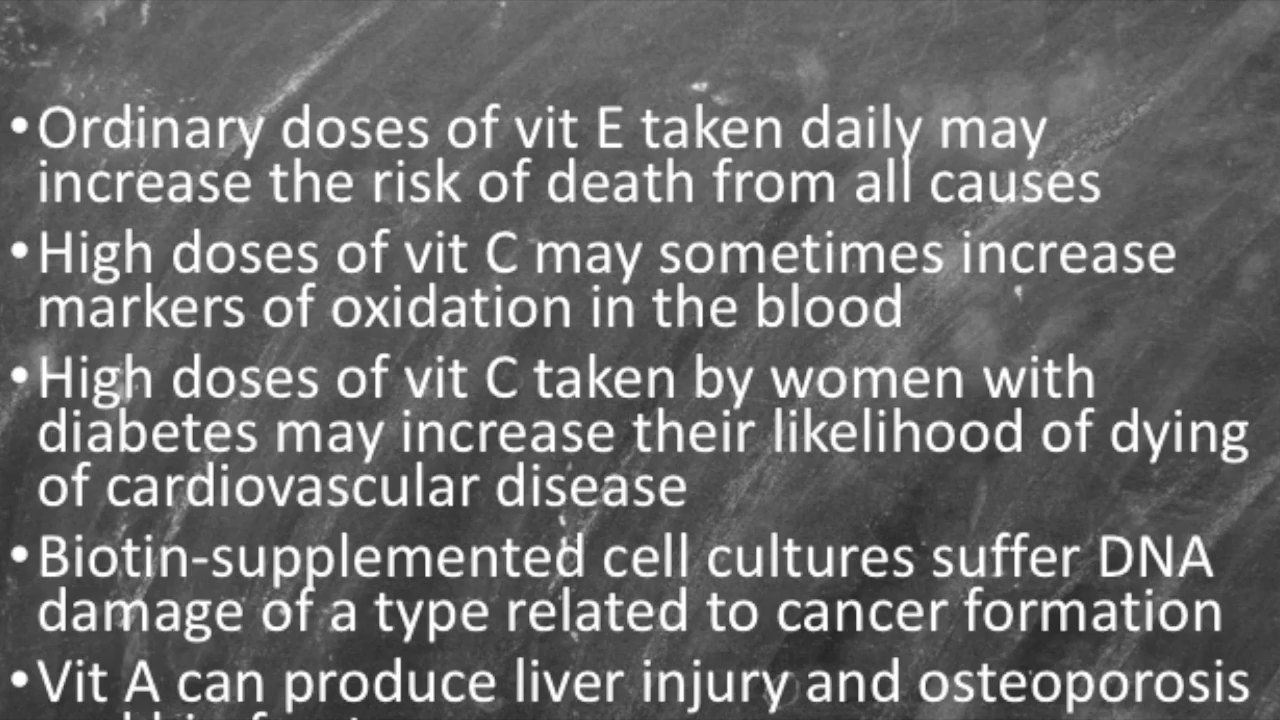 •Ordinary doses of vit E taken daily may
increase the risk of death from all causes
•High doses of vit C may sometimes increase
markers of oxidation in the blood
•High doses of vit C taken by women with
diabetes may increase their likelihood of dying
of cardiovascular disease
•Biotin-supplemented cell cultures suffer DNA
damage of a type related to cancer formation
•Vit A can produce liver injury and osteoporosis